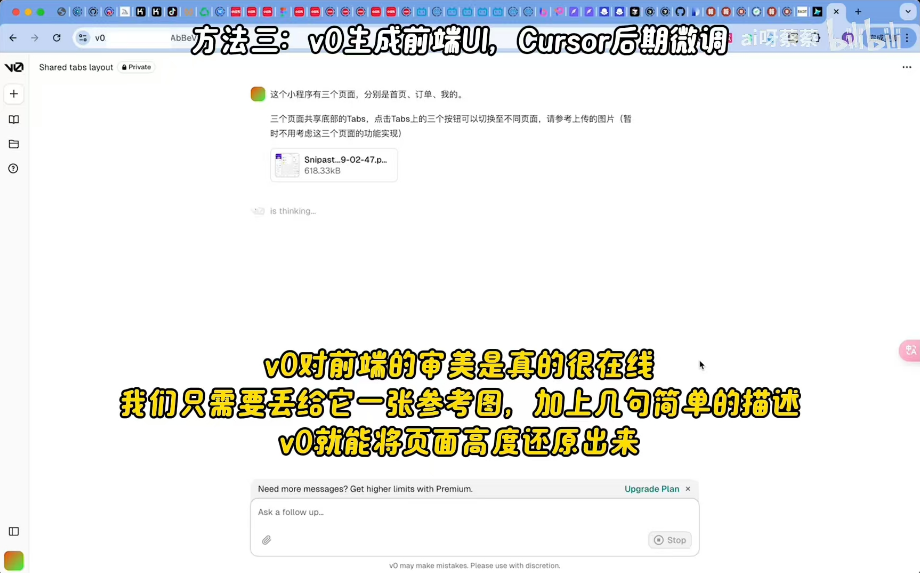 v0
AbBeV
方法三：v0生成前端UI，Cursor后期微调
ai吁蔡蔡
bilibili
Shared tabs layout
Private
这个小程序有三个页面，分别是首页、订单、我的。
三个页面共享底部的Tabs，点击Tabs上的三个按钮可以切换至不同页面，请参考上传的图片（暂
时不用考虑这三个页面的功能实现）
Snipast...9-02-47.p...
618.33kB
is thinking...
v0对前端的审美是真的很在线
我们只需要丢给它一张参考图，加上几句简单的描述
v0就能将页面高度还原出来
Need more messages? Get higher limits with Premium.
Upgrade Plan ×
Ask a follow up...
Stop
v0 may make mistakes. Please use with discretion.